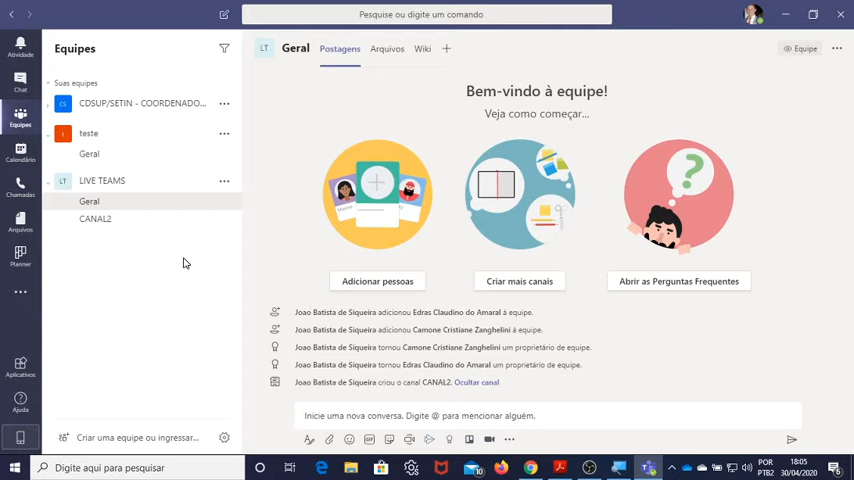 Pesquise ou digite um comando
Atividade
Chat
Equipes
Calendário
Chamadas
Arquivos
Planner
Aplicativos
Ajuda
Equipes
Suas equipes
CS CDSUP/SETIN - COORDENADO...
t teste
Geral
LT LIVE TEAMS
Geral
CANAL2
Criar uma equipe ou ingressar...
LT Geral Postagens Arquivos Wiki
Equipe
Bem-vindo à equipe!
Veja como começar...
Adicionar pessoas
Criar mais canais
Abrir as Perguntas Frequentes
Joao Batista de Siqueira adicionou Edras Claudino do Amaral à equipe.
Joao Batista de Siqueira adicionou Camone Cristiane Zanghelini à equipe.
Joao Batista de Siqueira tornou Camone Cristiane Zanghelini um proprietário de equipe.
Joao Batista de Siqueira tornou Edras Claudino do Amaral um proprietário de equipe.
Joao Batista de Siqueira criou o canal CANAL2. Ocultar canal
Inicie uma nova conversa. Digite @ para mencionar alguém.
GIF
Digite aqui para pesquisar
10
POR
PTB2
18:05
30/04/2020